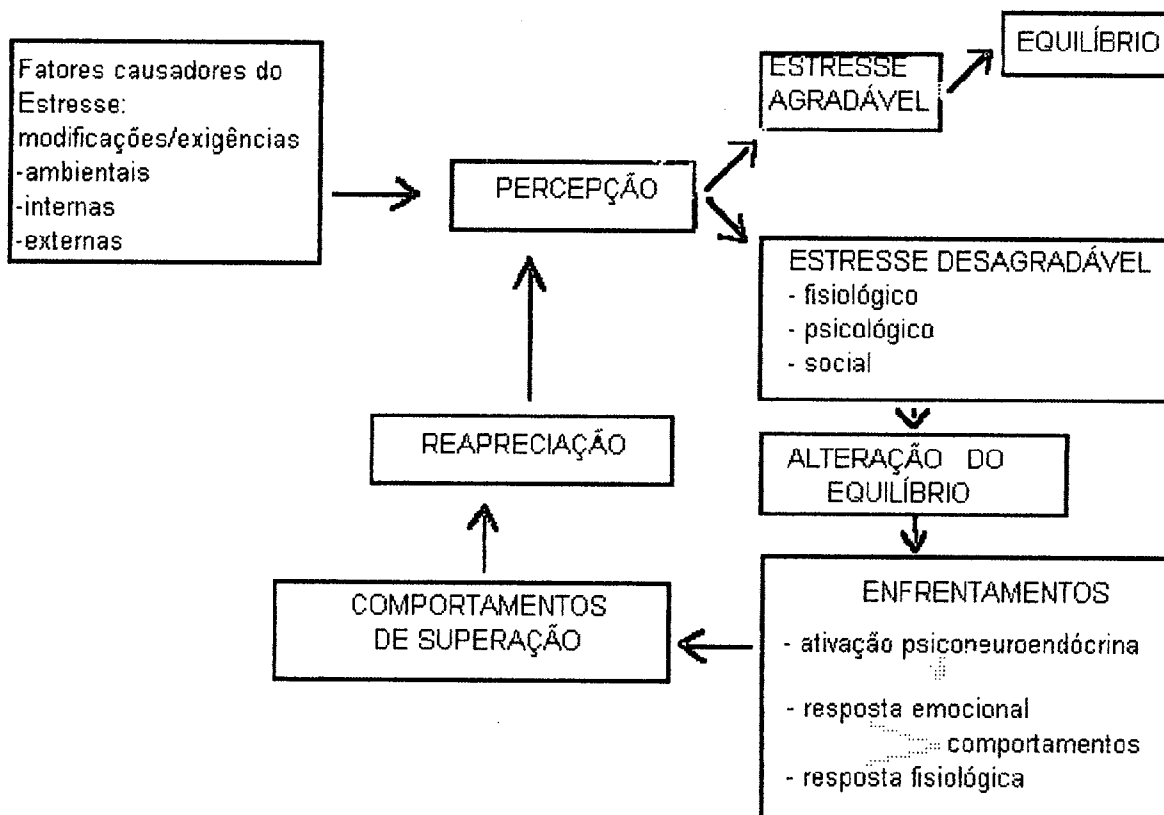 Fatores causadores do
Estresse:
modificações/exigências
-ambientais
-internas
-externas
PERCEPÇÃO
ESTRESSE
AGRADÁVEL
EQUILÍBRIO
ESTRESSE DESAGRADÁVEL
- fisiológico
- psicológico
- social
ALTERAÇÃO DO
EQUILÍBRIO
ENFRENTAMENTOS
- ativação psiconeuroendócrina
- resposta emocional
comportamentos
- resposta fisiológica
COMPORTAMENTOS
DE SUPERAÇÃO
REAPRECIAÇÃO